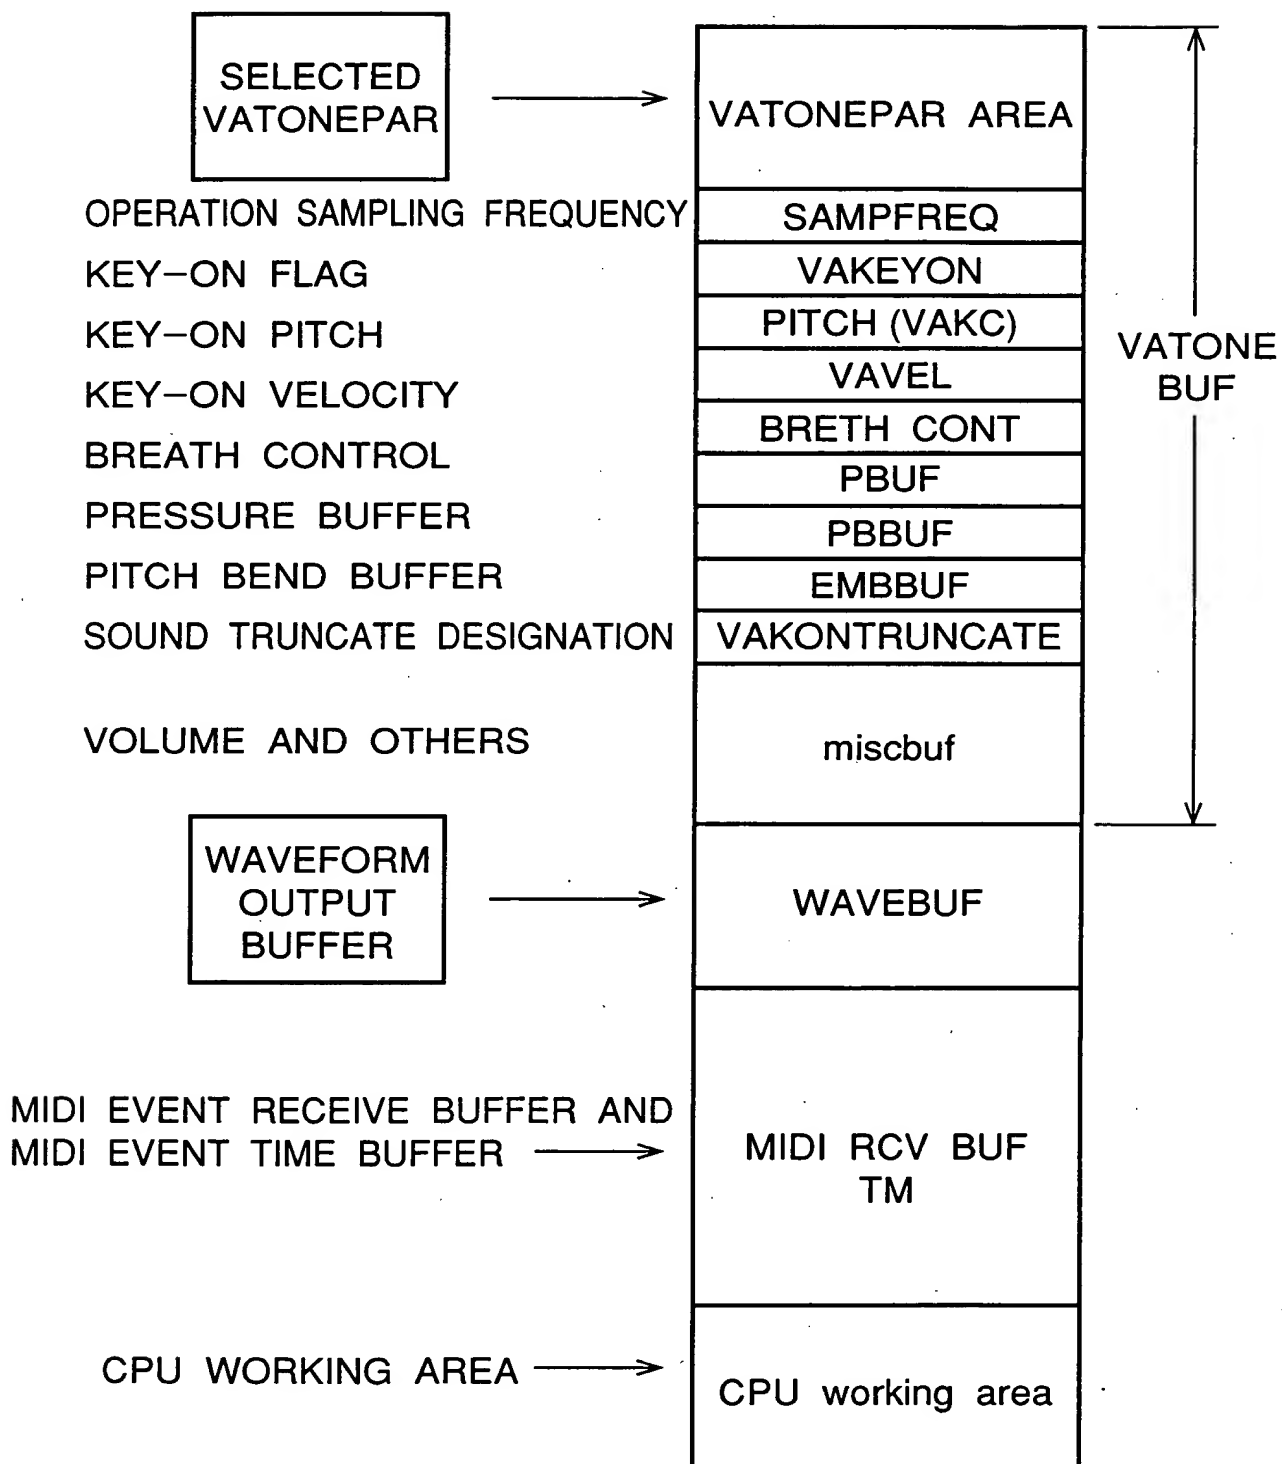 SELECTED
VATONEPAR
VATONEPAR AREA
OPERATION SAMPLING FREQUENCY
SAMPFREQ
KEY-ON FLAG
VAKEYON
KEY-ON PITCH
PITCH (VAKC)
VATONE
BUF
KEY-ON VELOCITY
VAVEL
BREATH CONTROL
BRETH CONT
PRESSURE BUFFER
PBUF
PITCH BEND BUFFER
PBBUF
EMBBUF
SOUND TRUNCATE DESIGNATION
VAKONTRUNCATE
VOLUME AND OTHERS
miscbuf
WAVEFORM
OUTPUT
BUFFER
WAVEBUF
MIDI EVENT RECEIVE BUFFER AND
MIDI EVENT TIME BUFFER
MIDI RCV BUF
TM
CPU WORKING AREA
CPU working area